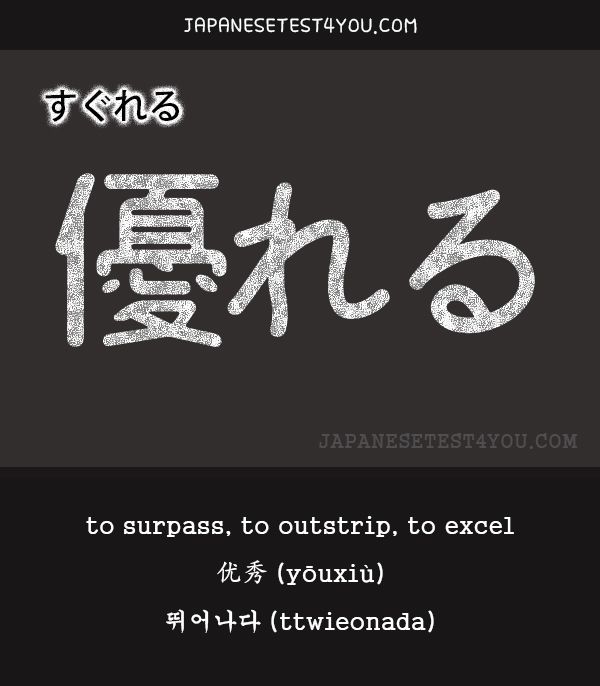 JAPANESETEST4YOU.COM
すぐれる
優れる
JAPANESETEST4YOU.COM
to surpass, to outstrip, to excel
优秀 (yōuxiù)
뛰어나다 (ttwieonada)